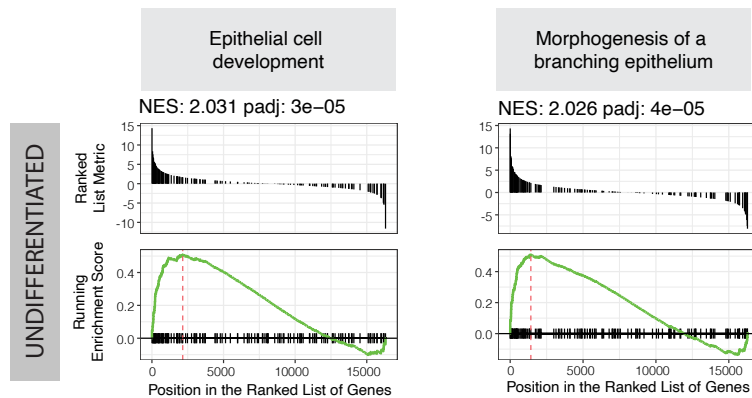 Epithelial cell
development
Morphogenesis of a
branching epithelium
UNDIFFERENTIATED
NES: 2.031 padj: 3e−05
NES: 2.026 padj: 4e−05
Ranked
List Metric
15
10
5
0
−5
−10
15
10
5
0
−5
Running
Enrichment Score
0.4
0.2
0.0
0.4
0.2
0.0
0 5000 10000 15000
0 5000 10000 15000
Position in the Ranked List of Genes
Position in the Ranked List of Genes